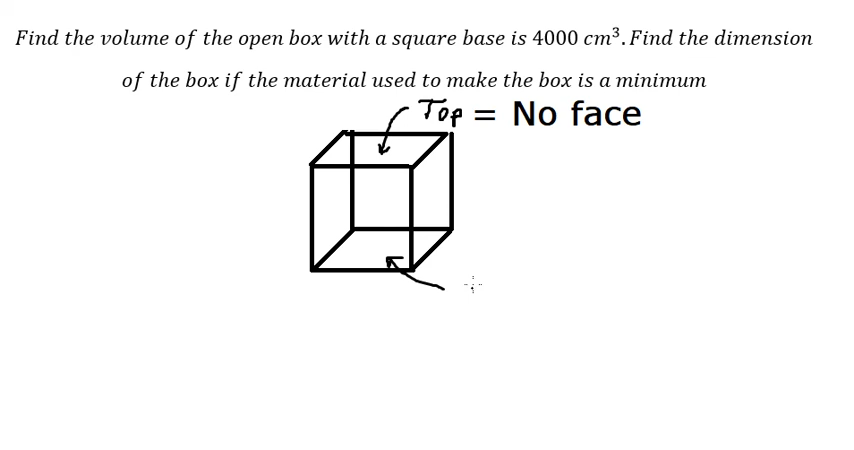 Find the volume of the open box with a square base is 4000 cm³. Find the dimension
of the box if the material used to make the box is a minimum
Top = No face